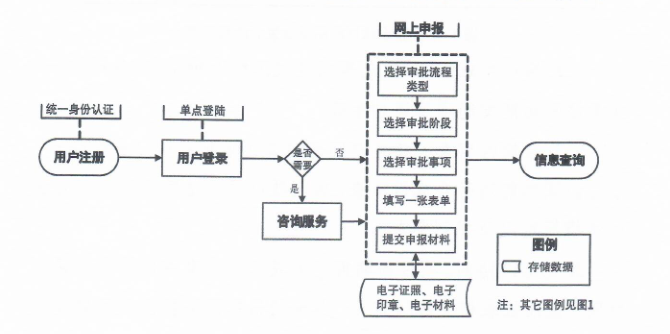 网上申报
选择审批流程
类型
统一身份认证
单点登陆
选择审批阶段
用户注册
用户登录
是否
需要
否
选择审批事项
信息查询
是
填写一张表单
咨询服务
提交申报材料
图例
存储数据
电子证照、电子
印章、电子材料
注：其它图例见图1